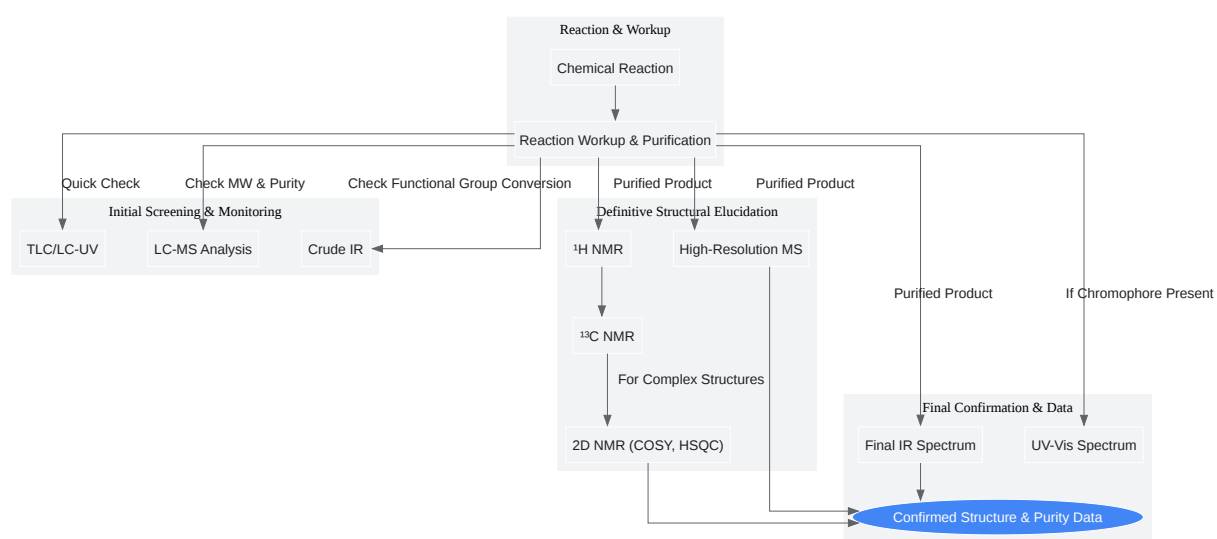 Reaction & Workup
Chemical Reaction
Reaction Workup & Purification
Quick Check
Check MW & Purity
Check Functional Group Conversion
Purified Product
Purified Product
Initial Screening & Monitoring
Definitive Structural Elucidation
TLC/LC-UV
LC-MS Analysis
Crude IR
¹H NMR
High-Resolution MS
Purified Product
If Chromophore Present
¹³C NMR
For Complex Structures
Final Confirmation & Data
2D NMR (COSY, HSQC)
Final IR Spectrum
UV-Vis Spectrum
Confirmed Structure & Purity Data